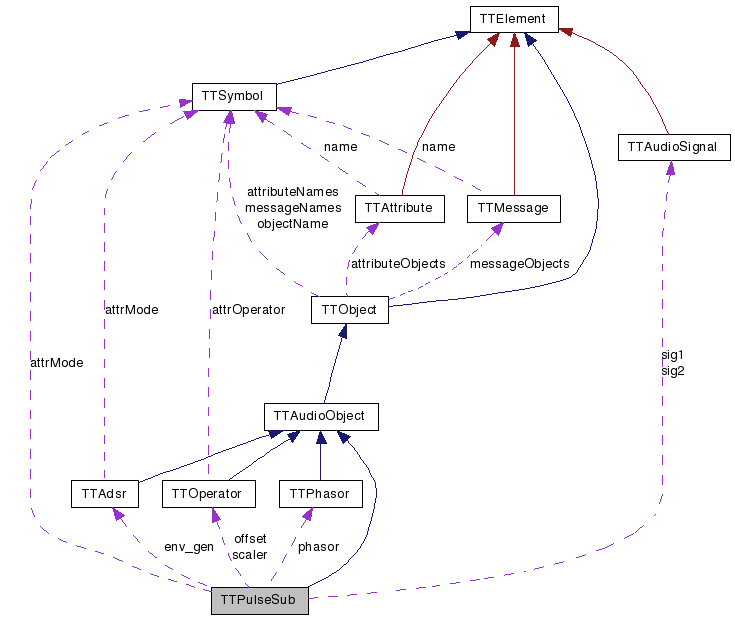 TTElement
TTSymbol
TTAudioSignal
name
name
attributeNames
messageNames
objectName
TTAttribute
TTMessage
attributeObjects
messageObjects
attrMode
attrOperator
TTObject
attrMode
sig1
sig2
TTAudioObject
TTAdsr
TTOperator
TTPhasor
env_gen
offset
scaler
phasor
TTPulseSub